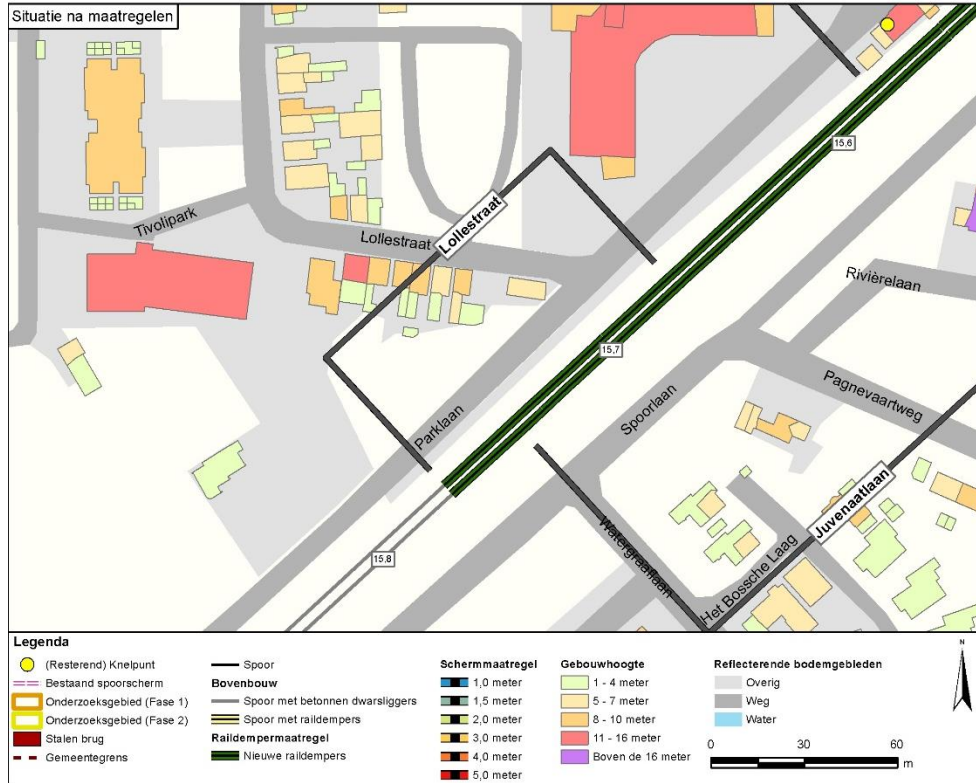 Situatie na maatregelen
15,6
Tivolipark
Lollestraat
Lollestraat
Rivièrelaan
15,7
Parklaan
Spoorlaan
Pagnevaartweg
Juvenaatlaan
15,8
Watergraaflaan
Het Bossche Laag
Legenda
(Resterend) Knelpunt
Bestaand spoorscherm
Onderzoeksgebied (Fase 1)
Onderzoeksgebied (Fase 2)
Stalen brug
Gemeentegrens
Spoor
Bovenbouw
Spoor met betonnen dwarsliggers
Spoor met raildempers
Raildempermaatregel
Nieuwe raildempers
Schermmaatregel
1,0 meter
1,5 meter
2,0 meter
3,0 meter
4,0 meter
5,0 meter
Gebouwhoogte
1 - 4 meter
5 - 7 meter
8 - 10 meter
11 - 16 meter
Boven de 16 meter
Reflecterende bodemgebieden
Overig
Weg
Water
N
0 30 60
m